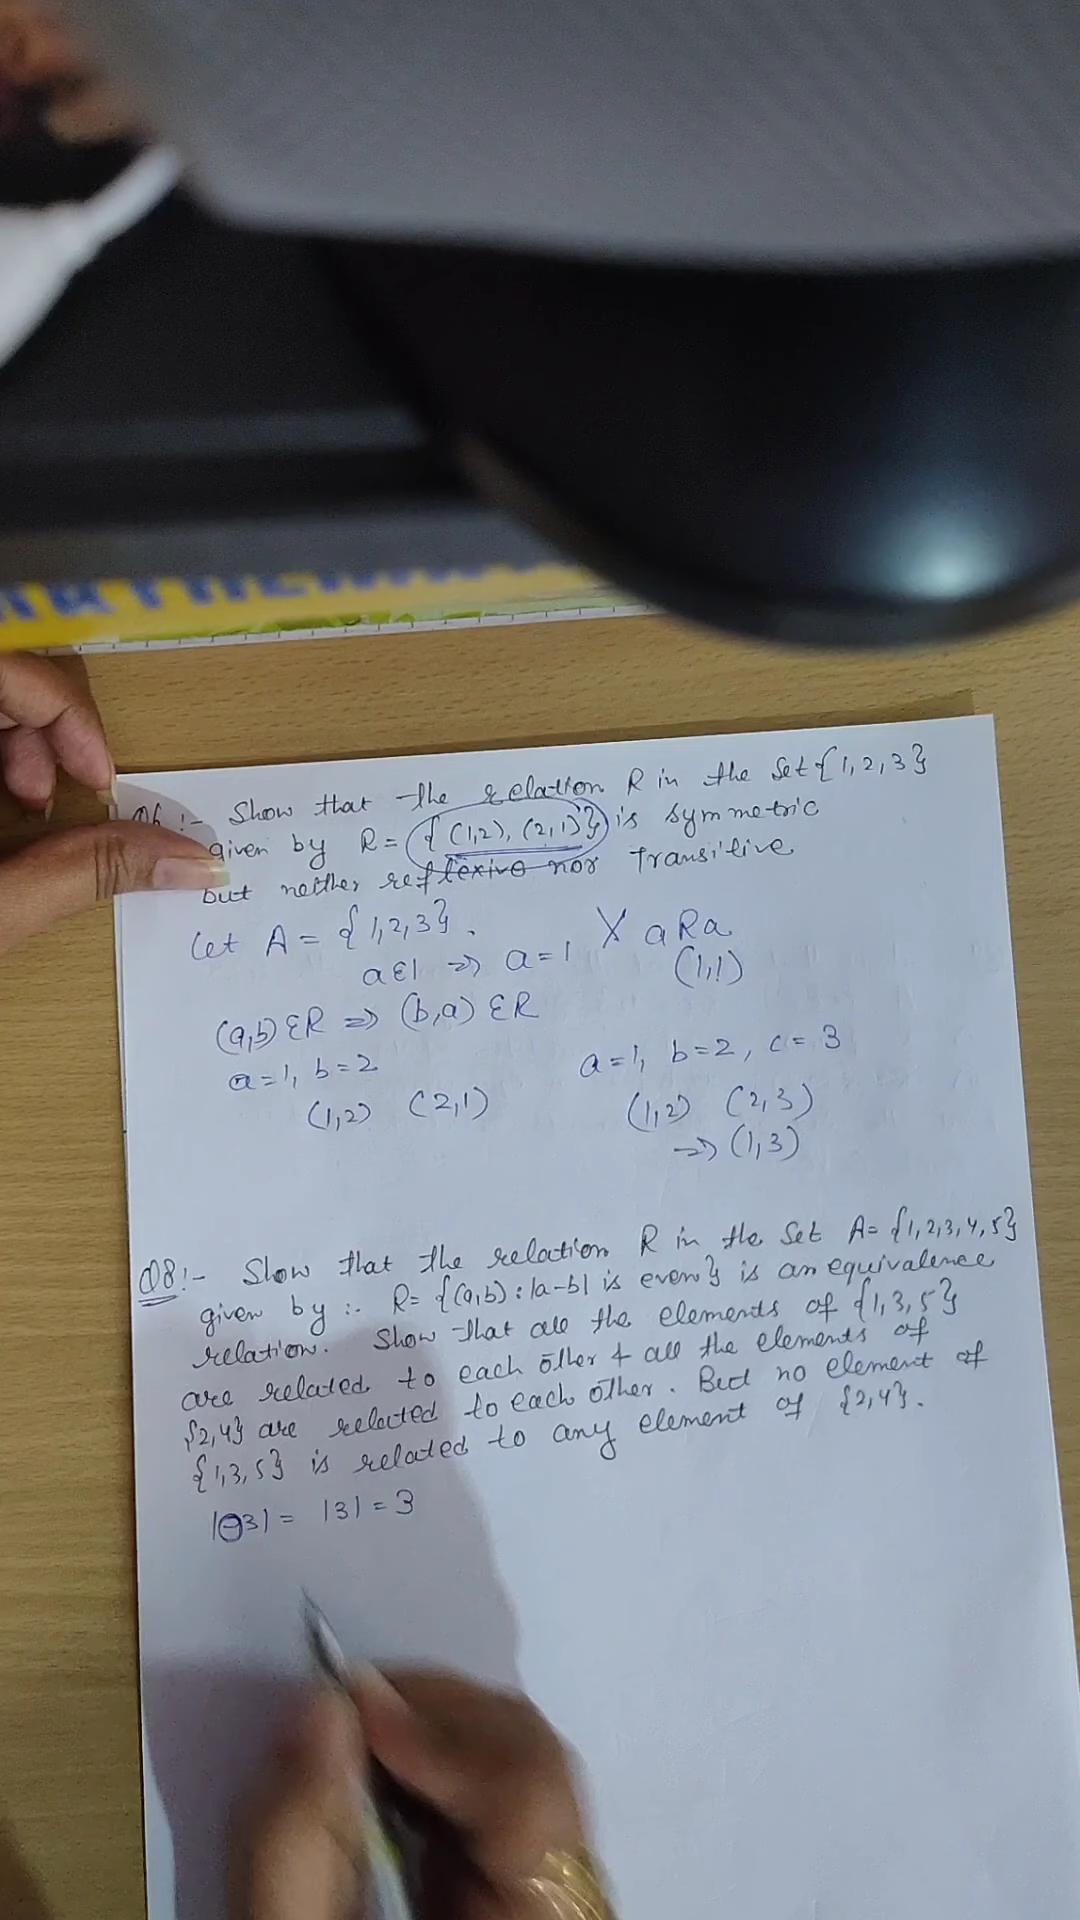 Q6 :- Show that the relation R in the Set {1,2,3}
given by R= {(1,2), (2,1)} is symmetric
but neither reflexive nor Transitive
Let A = {1,2,3}.
a ε 1 => a = 1 X aRa
(1,1)
(a,b) εR => (b,a) εR
a=1, b=2
(1,2) (2,1)
a=1, b=2, c=3
(1,2) (2,3)
=> (1,3)
Q8:- Show that the relation R in the Set A= {1,2,3,4,5}
given by :- R= {(a,b) : |a-b| is even} is an equivalence
relation. Show that all the elements of {1,3,5}
are related to each other & all the elements of
{2,4} are related to each other. But no element of
{1,3,5} is related to any element of {2,4}.
|-3| = |3| = 3